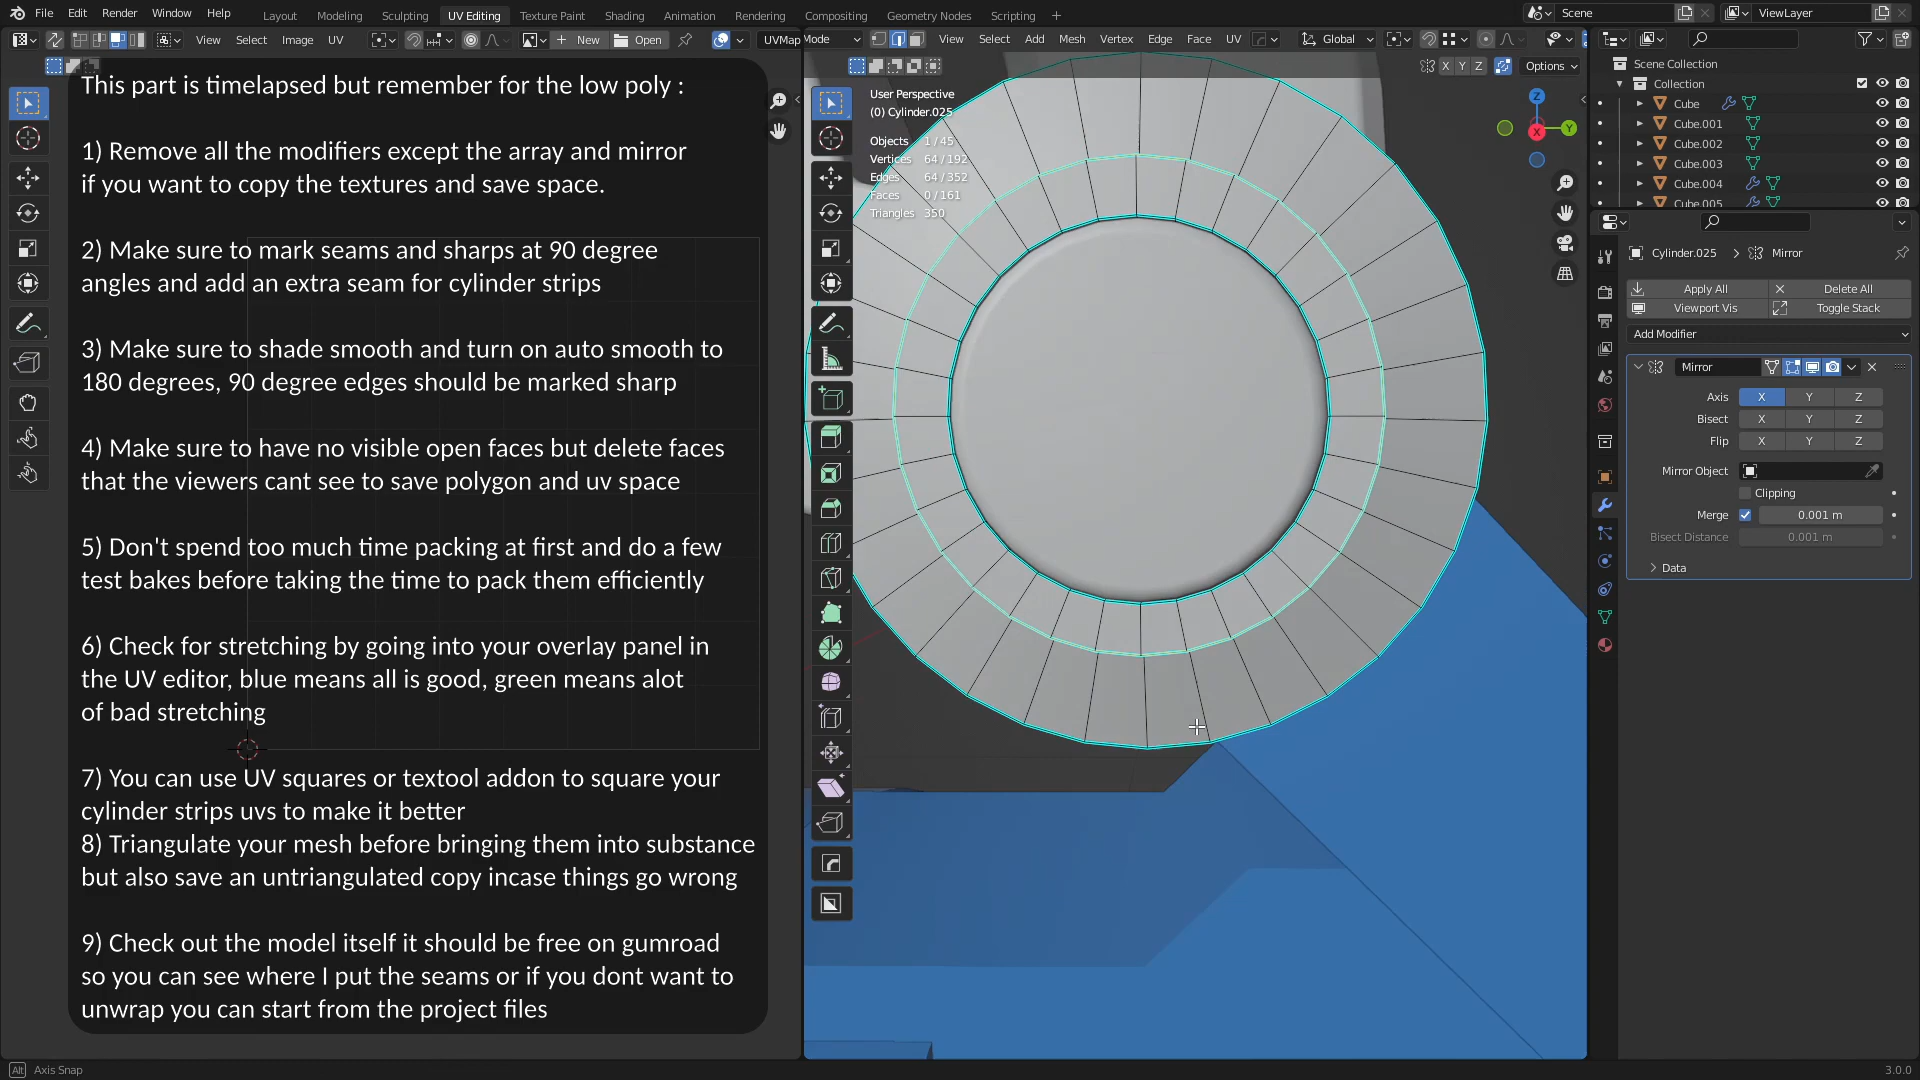 File Edit Render Window Help
Layout Modeling Sculpting UV Editing Texture Paint Shading Animation Rendering Compositing Geometry Nodes Scripting
Scene ViewLayer
View Select Image UV New Open UVMap
Mode View Select Add Mesh Vertex Edge Face UV Global
X Y Z Options
This part is timelapsed but remember for the low poly :
1) Remove all the modifiers except the array and mirror
if you want to copy the textures and save space.
2) Make sure to mark seams and sharps at 90 degree
angles and add an extra seam for cylinder strips
3) Make sure to shade smooth and turn on auto smooth to
180 degrees, 90 degree edges should be marked sharp
4) Make sure to have no visible open faces but delete faces
that the viewers cant see to save polygon and uv space
5) Don't spend too much time packing at first and do a few
test bakes before taking the time to pack them efficiently
6) Check for stretching by going into your overlay panel in
the UV editor, blue means all is good, green means alot
of bad stretching
7) You can use UV squares or textool addon to square your
cylinder strips uvs to make it better
8) Triangulate your mesh before bringing them into substance
but also save an untriangulated copy incase things go wrong
9) Check out the model itself it should be free on gumroad
so you can see where I put the seams or if you dont want to
unwrap you can start from the project files
User Perspective
(0) Cylinder.025
Objects 1/45
Vertices 64/192
Edges 64/352
Faces 0/161
Triangles 350
Z
Y
X
Scene Collection
Collection
Cube
Cube.001
Cube.002
Cube.003
Cube.004
Cube.005
Cylinder.025 Mirror
Apply All Delete All
Viewport Vis Toggle Stack
Add Modifier
Mirror
Axis X Y Z
Bisect X Y Z
Flip X Y Z
Mirror Object
Clipping
Merge 0.001 m
Bisect Distance 0.001 m
Data
Alt Axis Snap
3.0.0